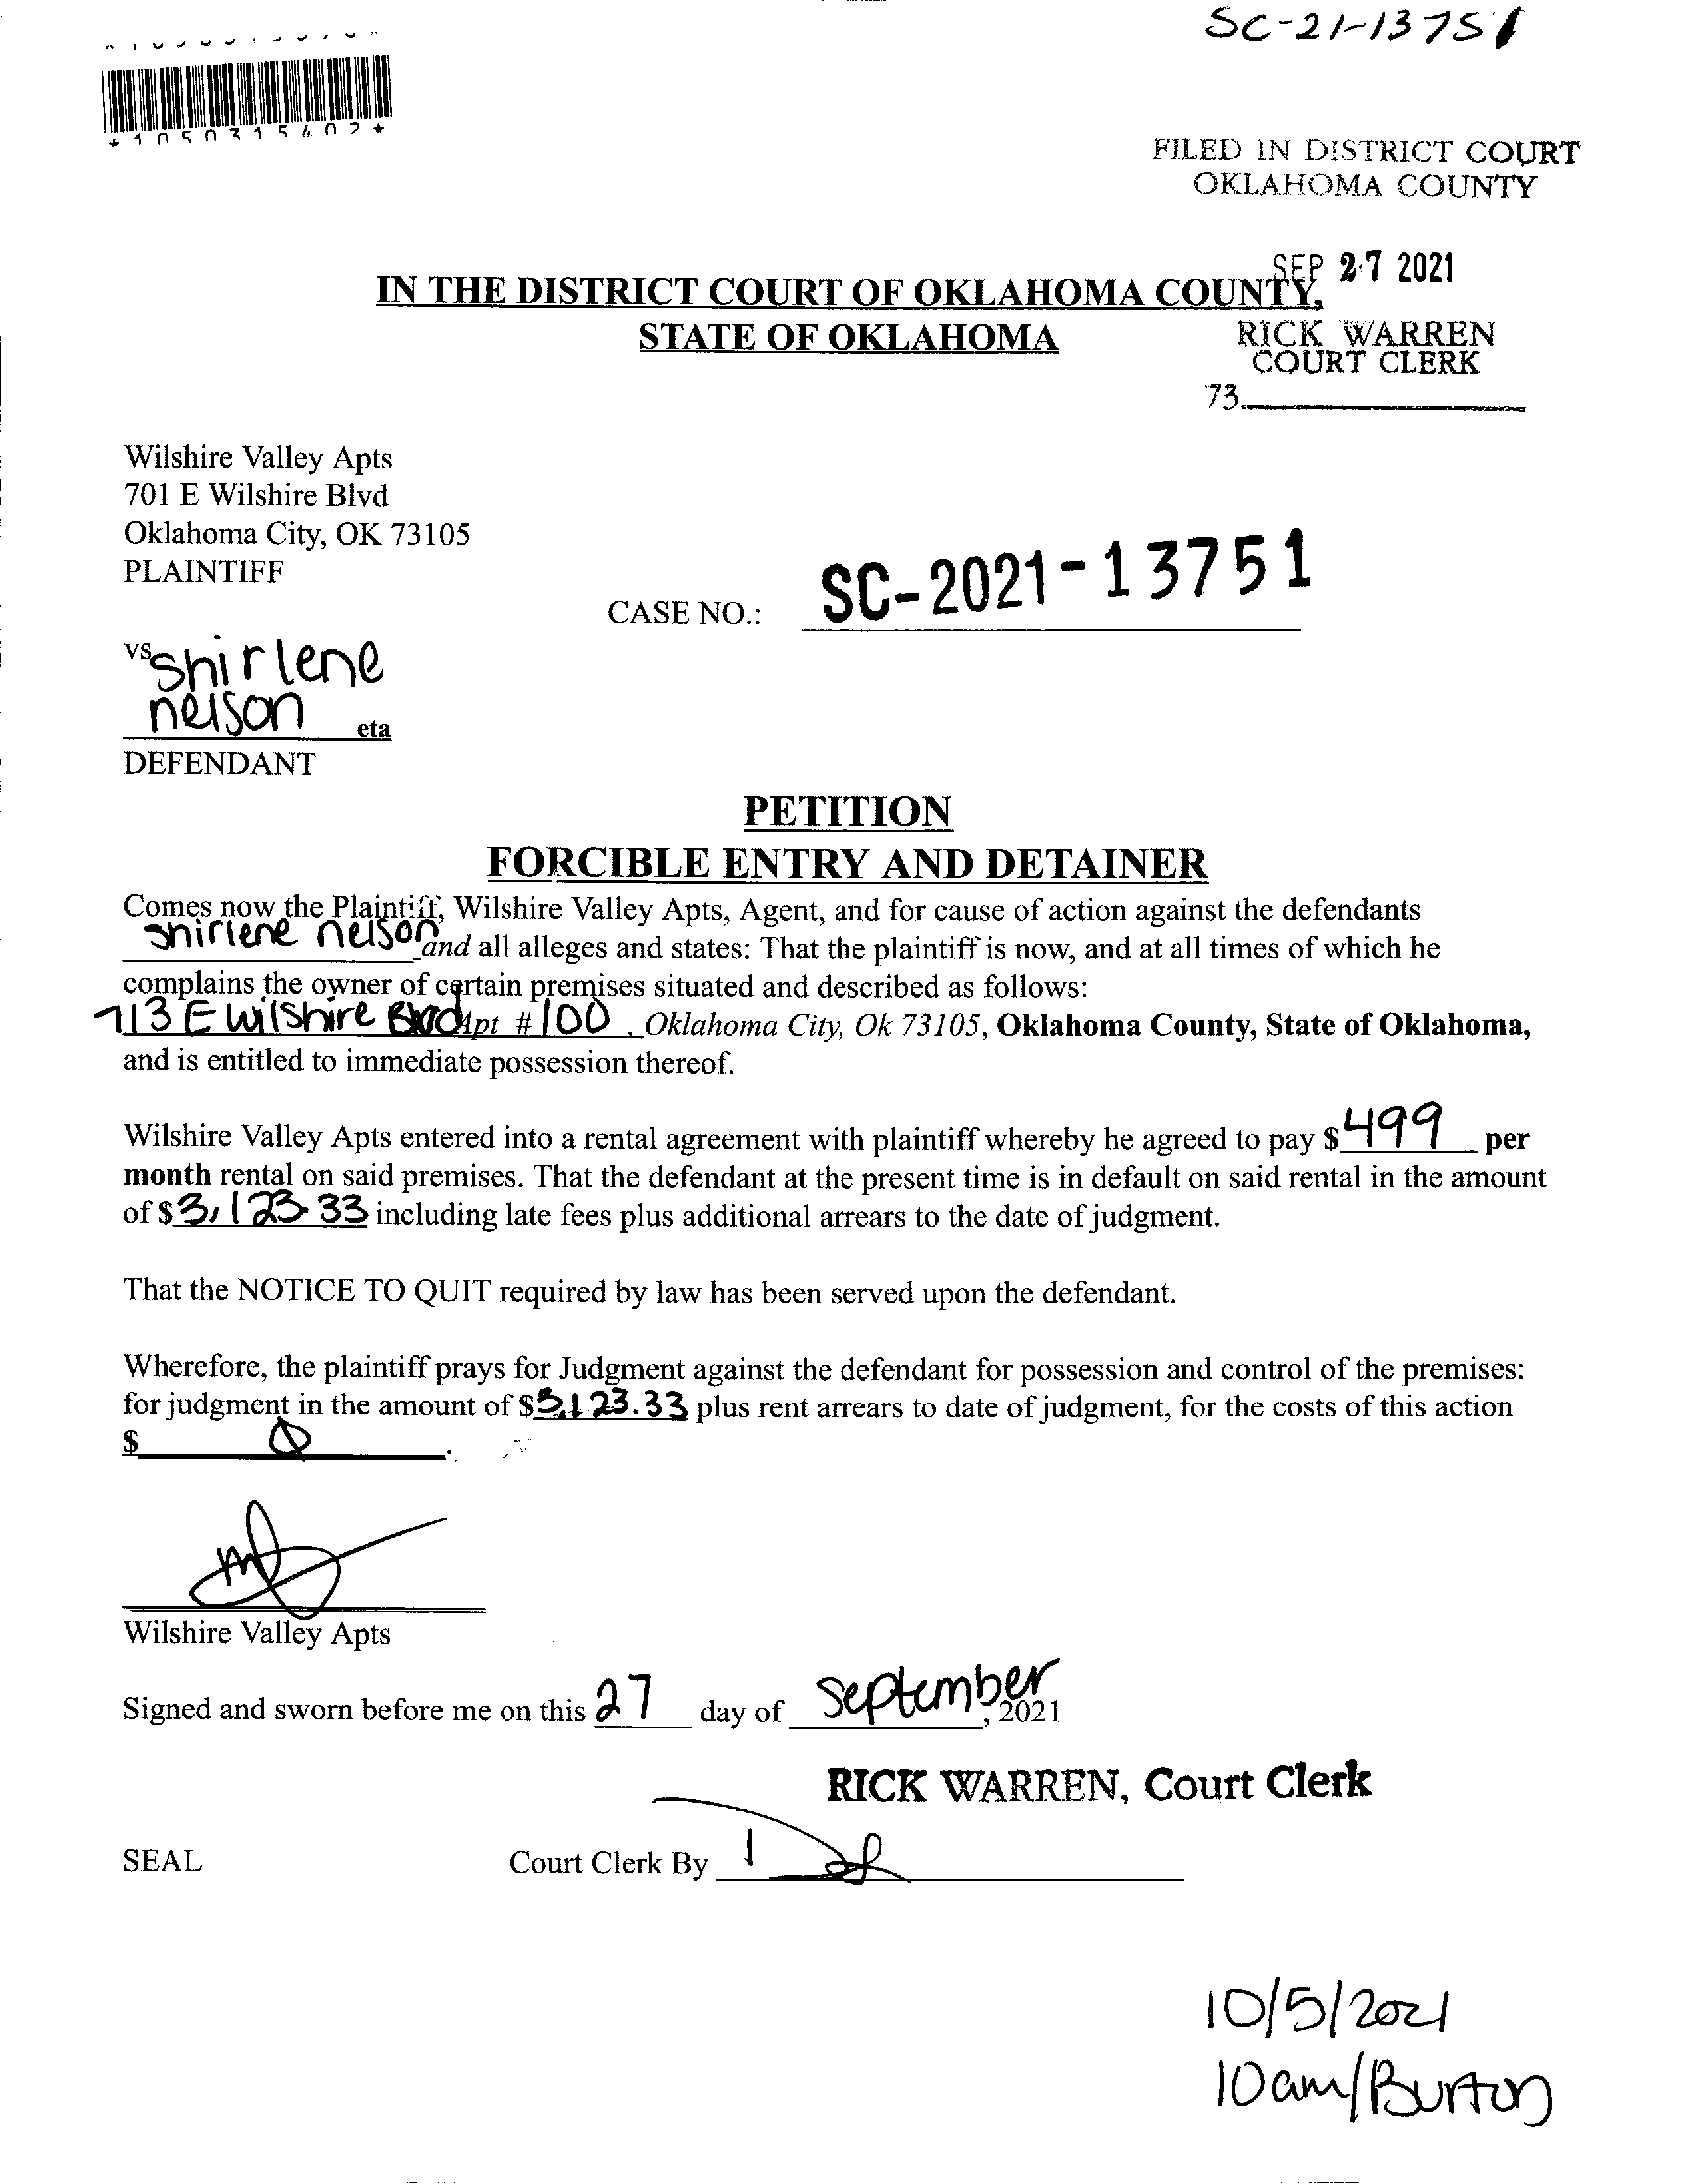 SC-21-13751
*1050315402*
FILED IN DISTRICT COURT
OKLAHOMA COUNTY
SEP 27 2021
IN THE DISTRICT COURT OF OKLAHOMA COUNTY,
STATE OF OKLAHOMA
RICK WARREN
COURT CLERK
73
Wilshire Valley Apts
701 E Wilshire Blvd
Oklahoma City, OK 73105
PLAINTIFF
CASE NO.: SC-2021-13751
vs
Shirlene
nelson eta
DEFENDANT
PETITION
FORCIBLE ENTRY AND DETAINER
Comes now the Plaintiff, Wilshire Valley Apts, Agent, and for cause of action against the defendants
Shirlene nelson and all alleges and states: That the plaintiff is now, and at all times of which he
complains the owner of certain premises situated and described as follows:
713 E Wilshire Blvd Apt #100, Oklahoma City, Ok 73105, Oklahoma County, State of Oklahoma,
and is entitled to immediate possession thereof.
Wilshire Valley Apts entered into a rental agreement with plaintiff whereby he agreed to pay $ 499 per
month rental on said premises. That the defendant at the present time is in default on said rental in the amount
of $3,123.33 including late fees plus additional arrears to the date of judgment.
That the NOTICE TO QUIT required by law has been served upon the defendant.
Wherefore, the plaintiff prays for Judgment against the defendant for possession and control of the premises:
for judgment in the amount of $3,123.33 plus rent arrears to date of judgment, for the costs of this action
$ 0.
Wilshire Valley Apts
Signed and sworn before me on this 27 day of September, 2021
RICK WARREN, Court Clerk
SEAL Court Clerk By
10/5/2021
10am/Burton